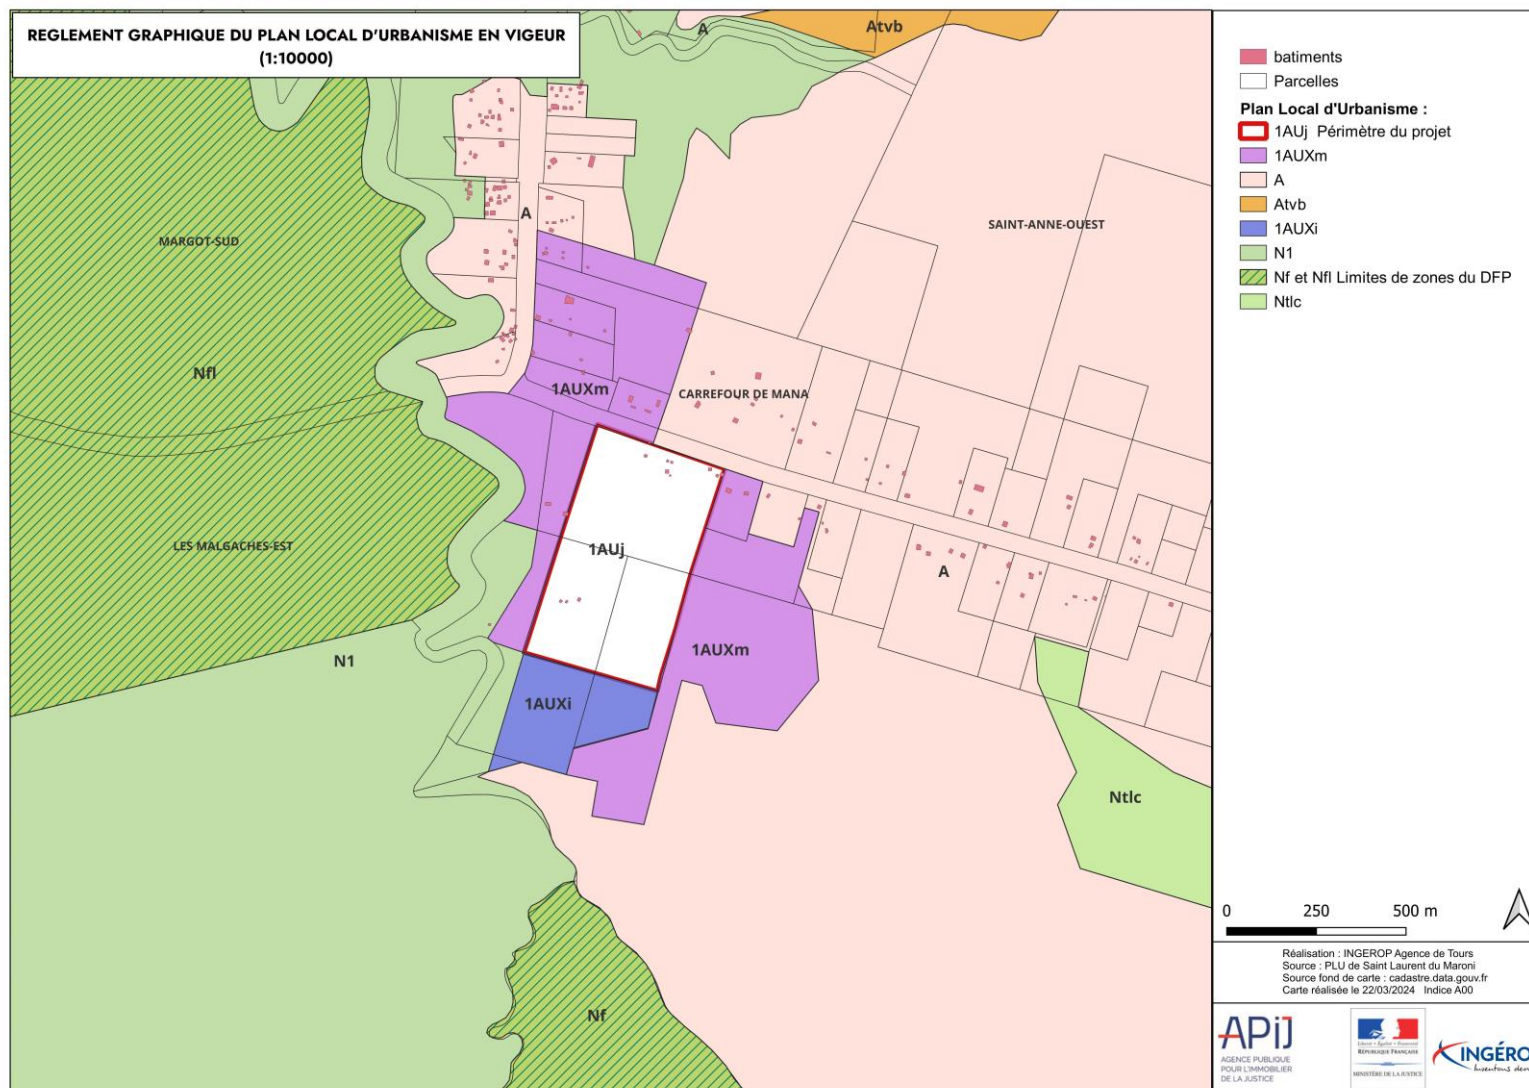 REGLEMENT GRAPHIQUE DU PLAN LOCAL D'URBANISME EN VIGEUR
(1:10000)
A
Atvb
MARGOT-SUD
A
SAINT-ANNE-OUEST
Nfl
1AUXm
CARREFOUR DE MANA
LES MALGACHES-EST
1AUj
A
N1
1AUXm
1AUXi
Ntlc
Nf
batiments
Parcelles
Plan Local d'Urbanisme :
1AUj Périmètre du projet
1AUXm
A
Atvb
1AUXi
N1
Nf et Nfl Limites de zones du DFP
Ntlc
0 250 500 m
Réalisation : INGEROP Agence de Tours
Source : PLU de Saint Laurent du Maroni
Source fond de carte : cadastre.data.gouv.fr
Carte réalisée le 22/03/2024 Indice A00
APiJ
AGENCE PUBLIQUE
POUR L'IMMOBILIER
DE LA JUSTICE
Liberté • Égalité • Fraternité
RÉPUBLIQUE FRANÇAISE
MINISTÈRE DE LA JUSTICE
INGÉRO